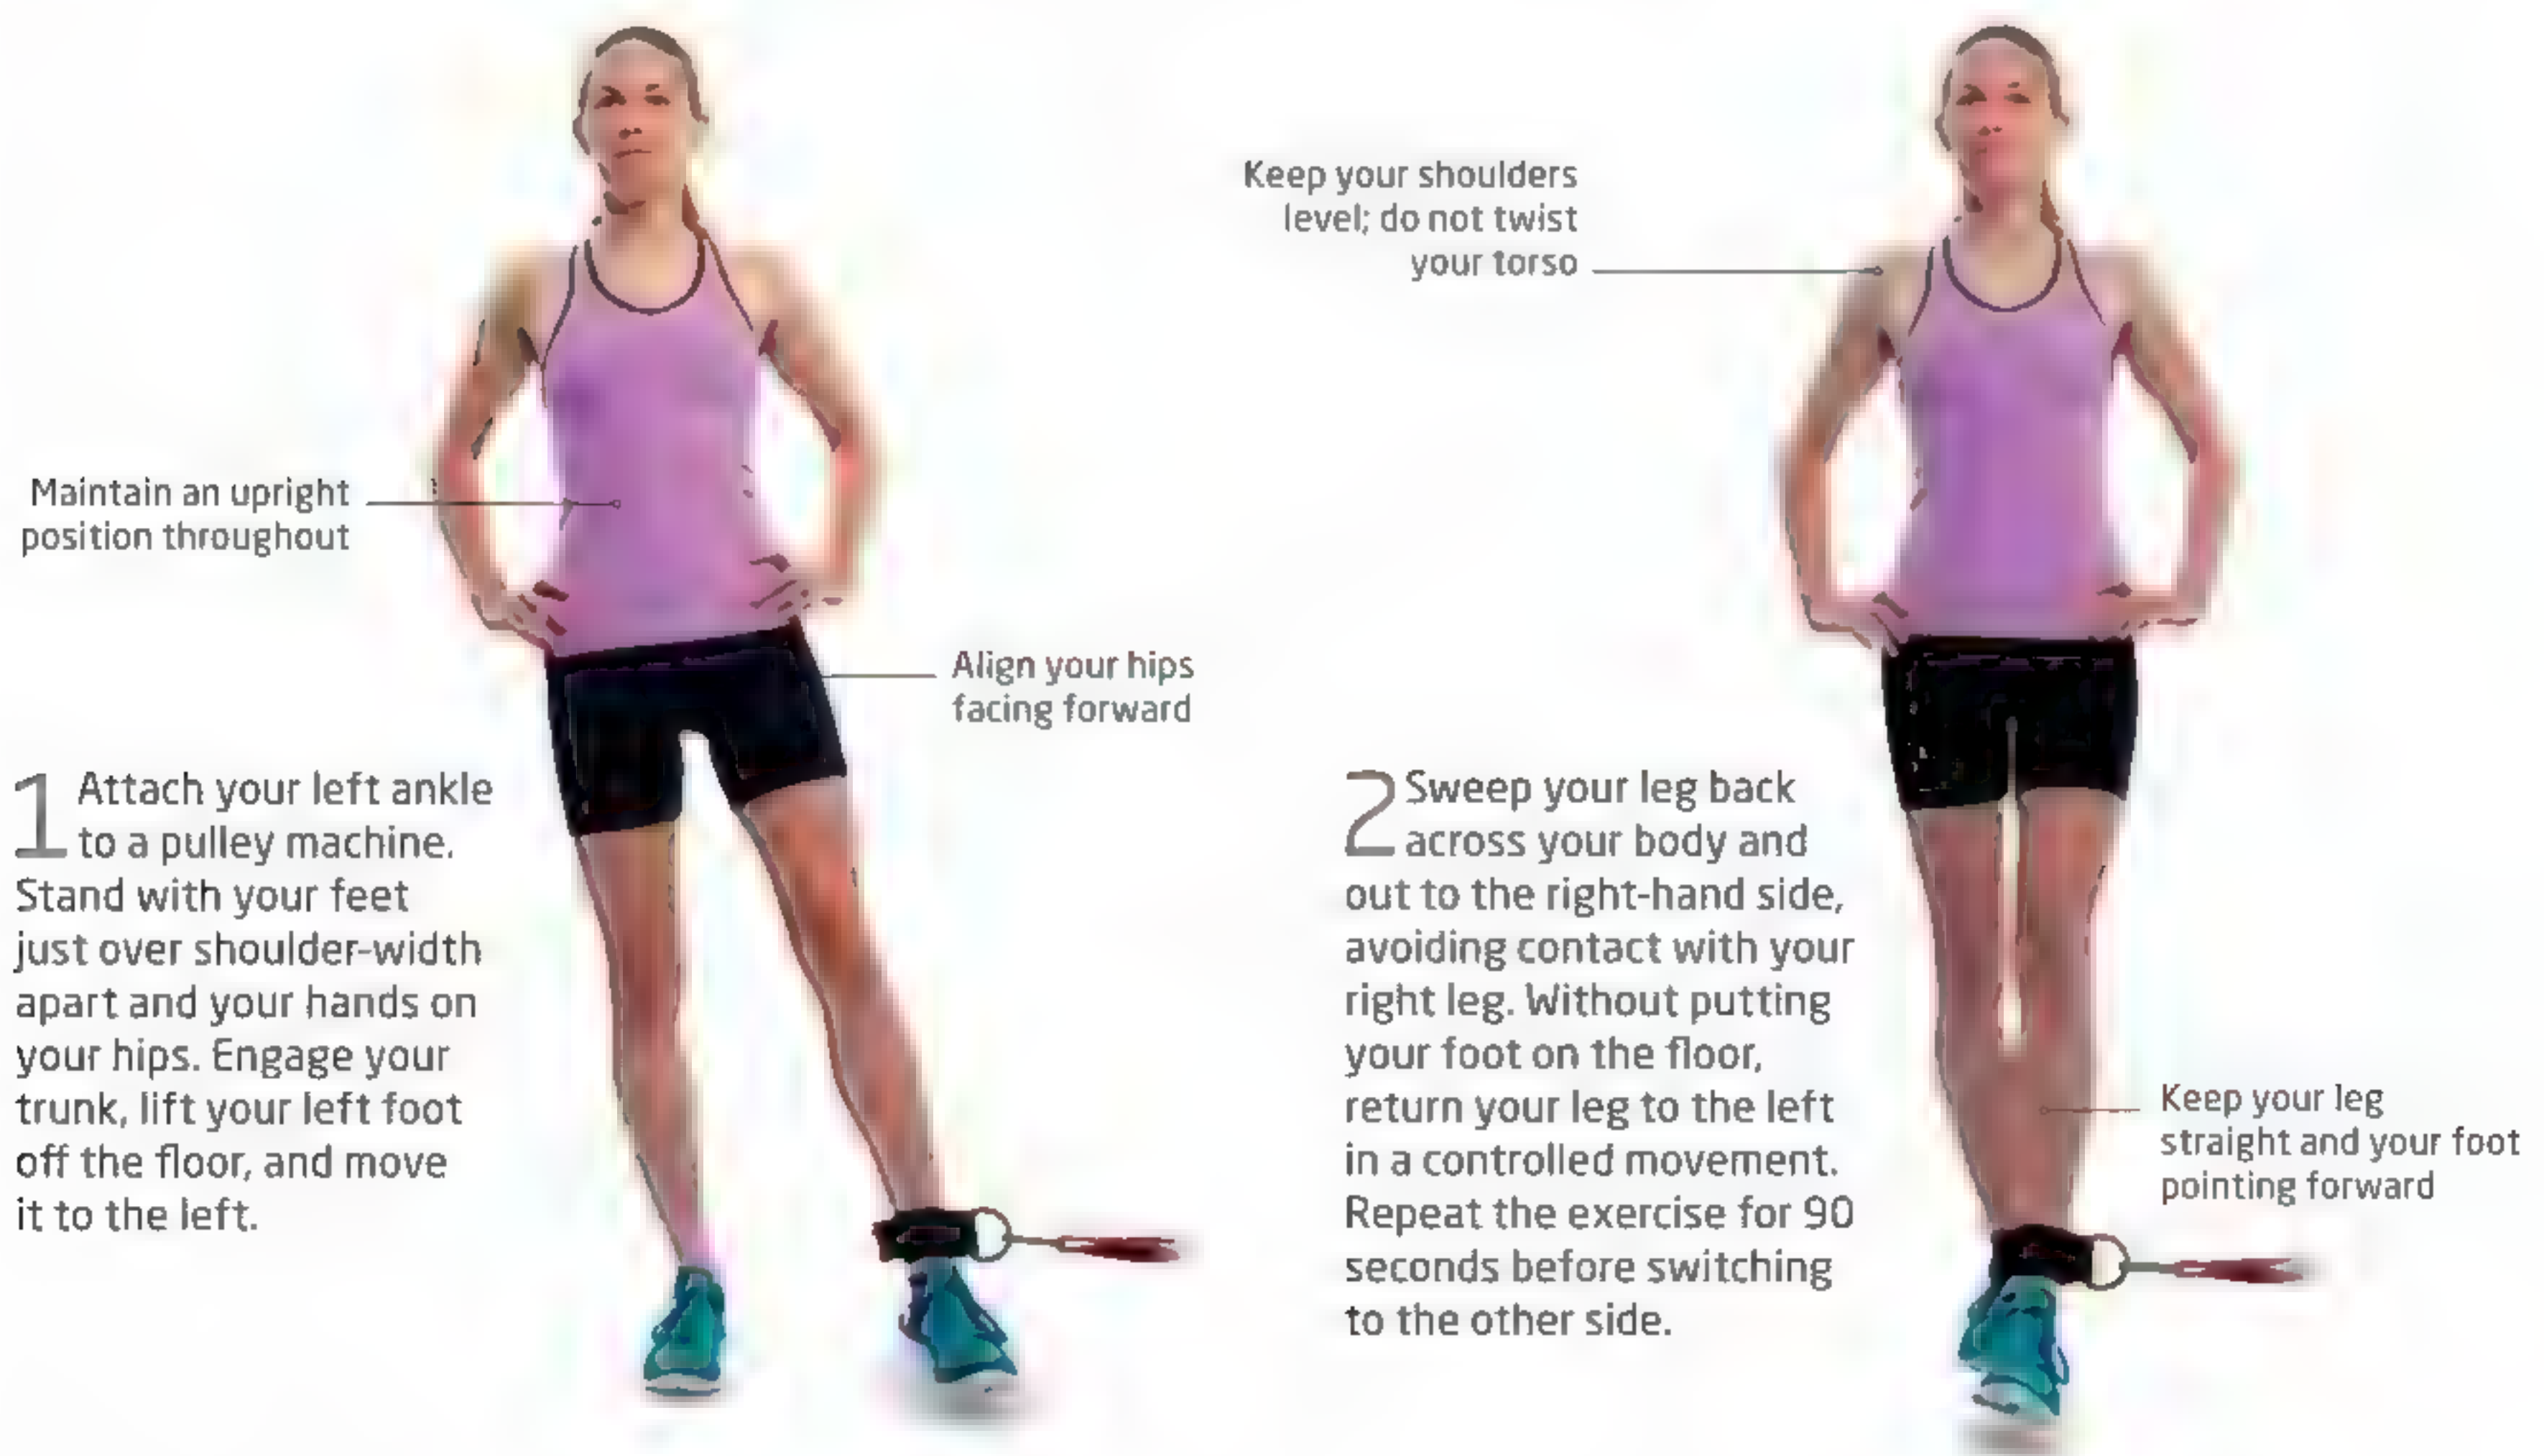 Maintain an upright
position throughout
Align your hips
facing forward
1 Attach your left ankle
to a pulley machine.
Stand with your feet
just over shoulder-width
apart and your hands on
your hips. Engage your
trunk, lift your left foot
off the floor, and move
it to the left.
Keep your shoulders
level; do not twist
your torso
2 Sweep your leg back
across your body and
out to the right-hand side,
avoiding contact with your
right leg. Without putting
your foot on the floor,
return your leg to the left
in a controlled movement.
Repeat the exercise for 90
seconds before switching
to the other side.
Keep your leg
straight and your foot
pointing forward